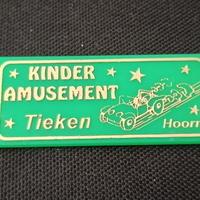 KINDER
AMUSEMENT
Tieken Hoorn